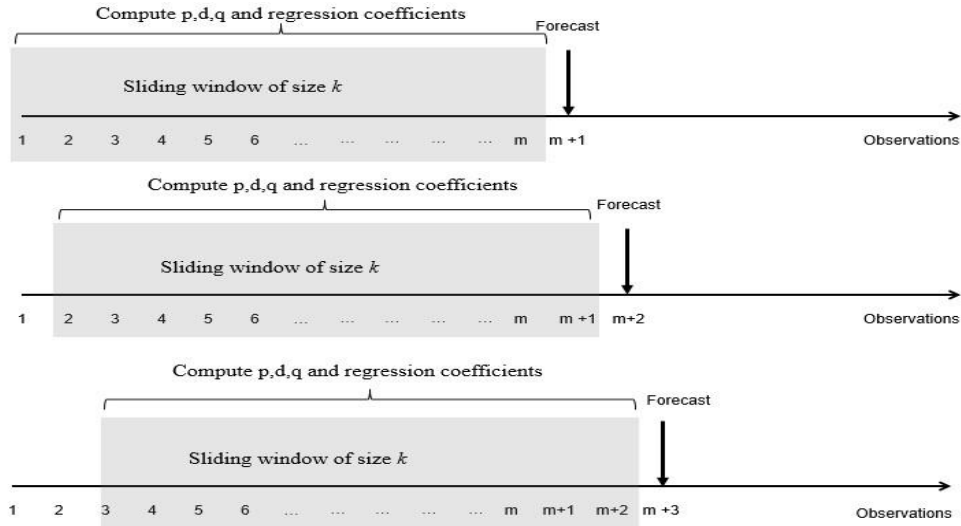 Compute p,d,q and regression coefficients
Forecast
Sliding window of size k
1 2 3 4 5 6 ... ... ... ... ... m m +1 Observations
Compute p,d,q and regression coefficients
Forecast
Sliding window of size k
1 2 3 4 5 6 ... ... ... ... ... m m +1 m+2 Observations
Compute p,d,q and regression coefficients
Forecast
Sliding window of size k
1 2 3 4 5 6 ... ... ... ... ... m m+1 m+2 m +3 Observations